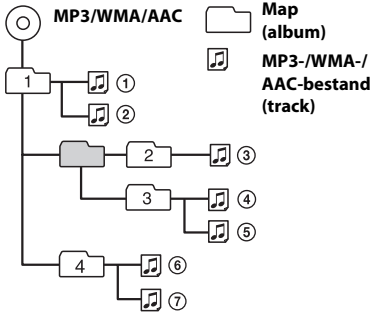 MP3/WMA/AAC
Map
(album)
MP3-/WMA-/
AAC-bestand
(track)
1
①
②
2
③
3
④
⑤
4
⑥
⑦